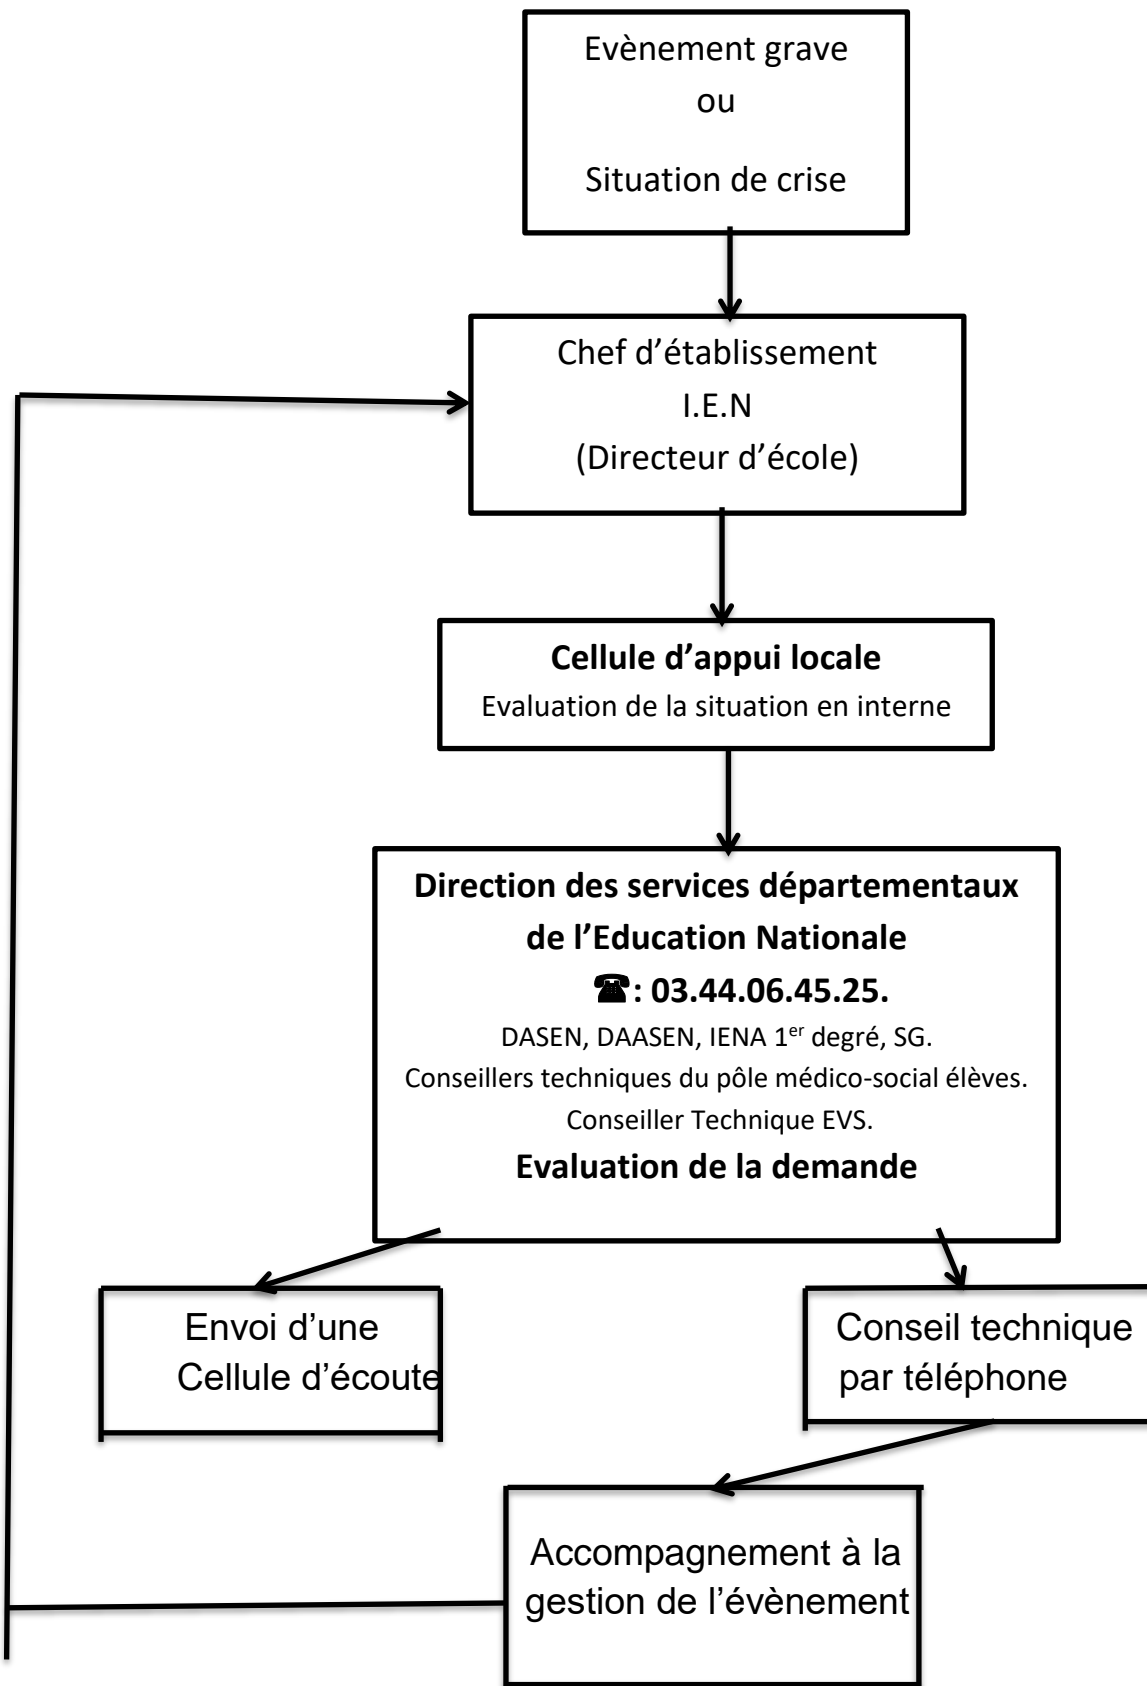 Evènement grave
ou
Situation de crise
Chef d’établissement
I.E.N
(Directeur d’école)
Cellule d’appui locale
Evaluation de la situation en interne
Direction des services départementaux
de l’Education Nationale
☎: 03.44.06.45.25.
DASEN, DAASEN, IENA 1er degré, SG.
Conseillers techniques du pôle médico-social élèves.
Conseiller Technique EVS.
Evaluation de la demande
Envoi d’une
Cellule d’écoute
Conseil technique
par téléphone
Accompagnement à la
gestion de l’évènement